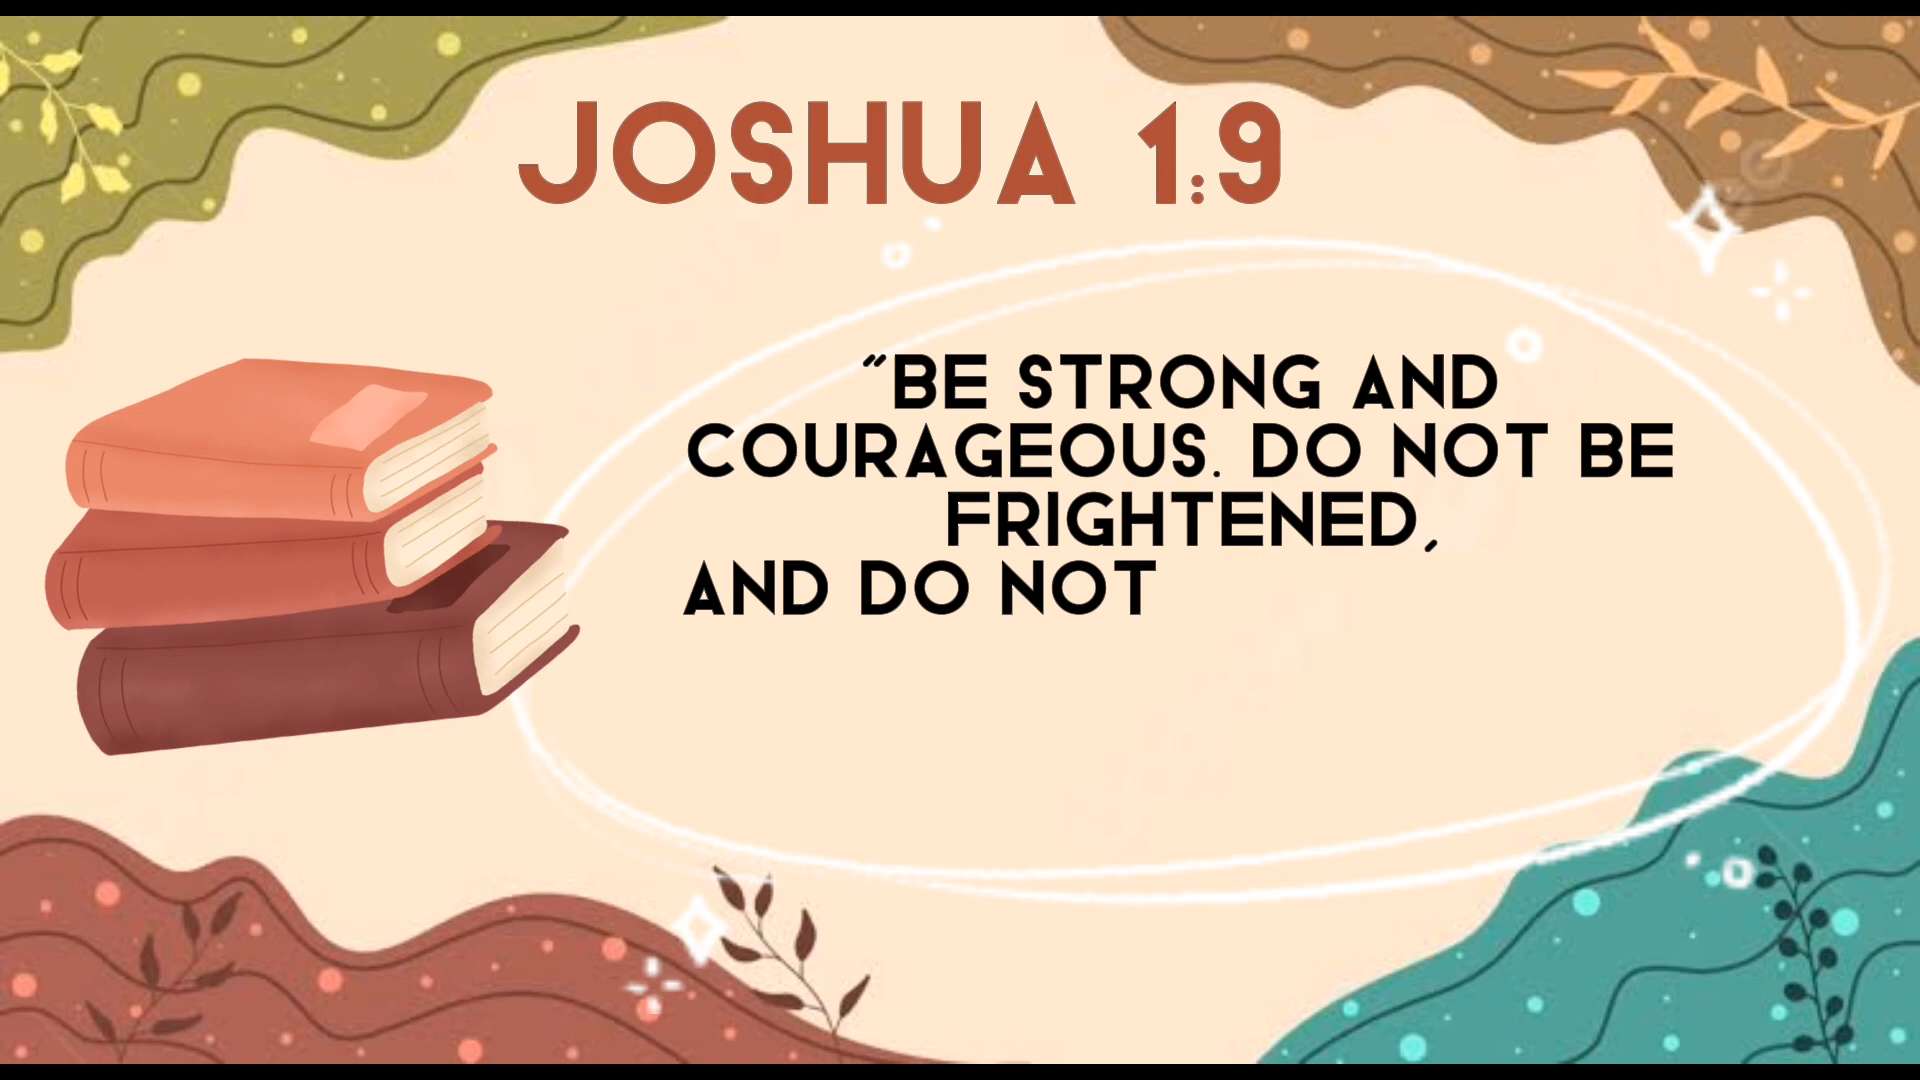 JOSHUA 1:9
"BE STRONG AND
COURAGEOUS. DO NOT BE
FRIGHTENED,
AND DO NOT